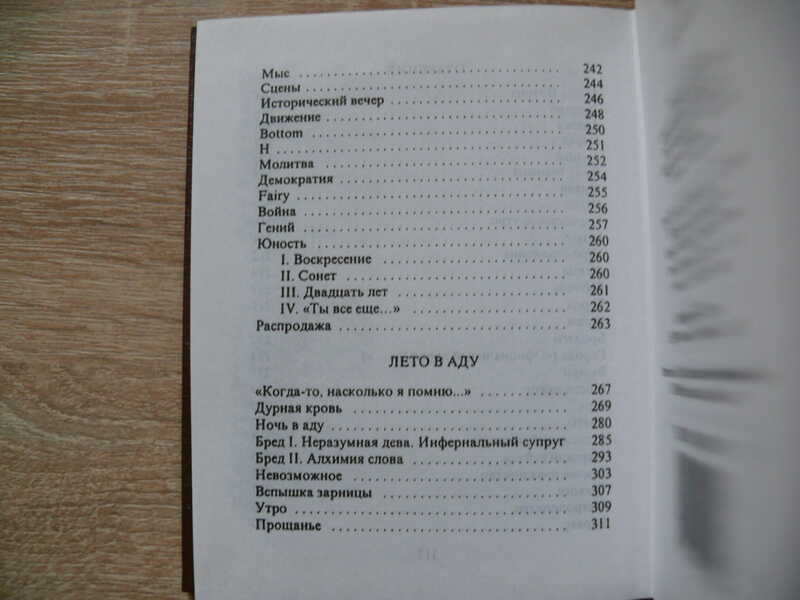 Мыс 242
Сцены 244
Исторический вечер 246
Движение 248
Bottom 250
H 251
Молитва 252
Демократия 254
Fairy 255
Война 256
Гений 257
Юность 260
I. Воскресение 260
II. Сонет 260
III. Двадцать лет 261
IV. «Ты все еще...» 262
Распродажа 263
ЛЕТО В АДУ
«Когда-то, насколько я помню...» 267
Дурная кровь 269
Ночь в аду 280
Бред I. Неразумная дева. Инфернальный супруг 285
Бред II. Алхимия слова 293
Невозможное 303
Вспышка зарницы 307
Утро 309
Прощанье 311